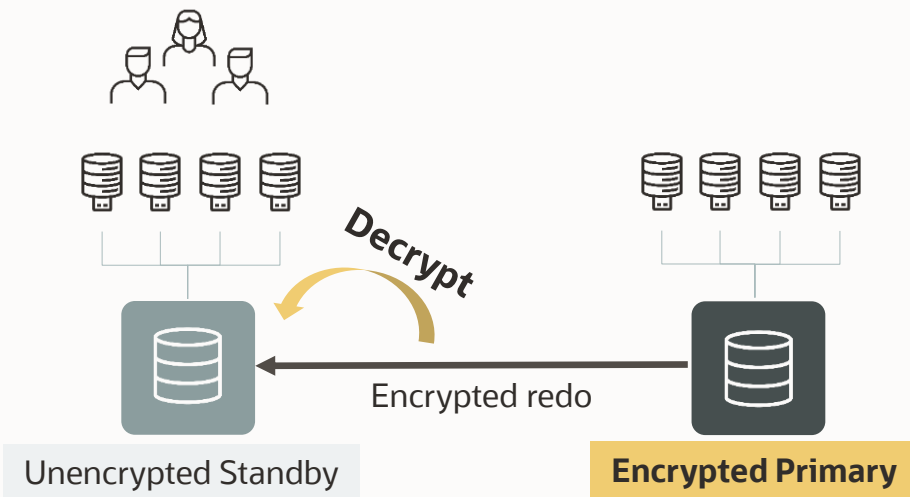 Decrypt
Encrypted redo
Unencrypted Standby
Encrypted Primary